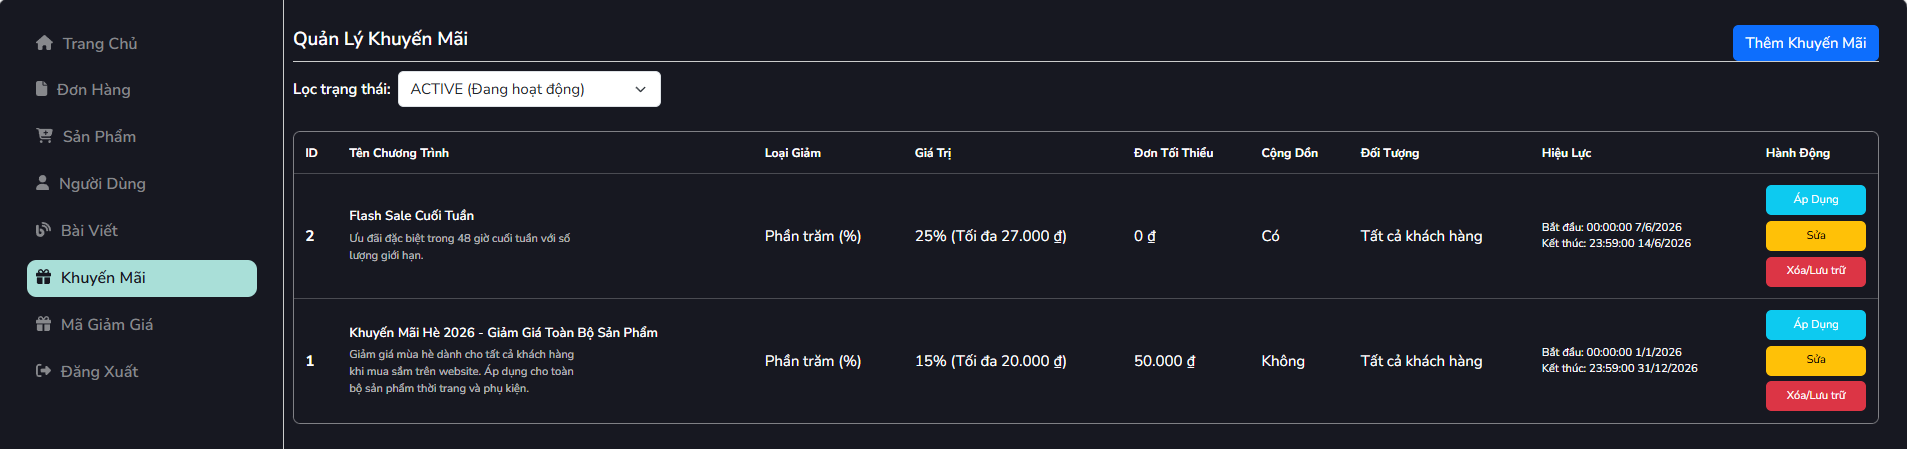 Trang Chủ
Đơn Hàng
Sản Phẩm
Người Dùng
Bài Viết
Khuyến Mãi
Mã Giảm Giá
Đăng Xuất
Quản Lý Khuyến Mãi
Thêm Khuyến Mãi
Lọc trạng thái: ACTIVE (Đang hoạt động)
ID Tên Chương Trình Loại Giảm Giá Trị Đơn Tối Thiểu Cộng Dồn Đối Tượng Hiệu Lực Hành Động
2
Flash Sale Cuối Tuần
Ưu đãi đặc biệt trong 48 giờ cuối tuần với số
lượng giới hạn.
Phần trăm (%) 25% (Tối đa 27.000 ₫) 0 ₫ Có Tất cả khách hàng
Bắt đầu: 00:00:00 7/6/2026
Kết thúc: 23:59:00 14/6/2026
Áp Dụng
Sửa
Xóa/Lưu trữ
1
Khuyến Mãi Hè 2026 - Giảm Giá Toàn Bộ Sản Phẩm
Giảm giá mùa hè dành cho tất cả khách hàng
khi mua sắm trên website. Áp dụng cho toàn
bộ sản phẩm thời trang và phụ kiện.
Phần trăm (%) 15% (Tối đa 20.000 ₫) 50.000 ₫ Không Tất cả khách hàng
Bắt đầu: 00:00:00 1/1/2026
Kết thúc: 23:59:00 31/12/2026
Áp Dụng
Sửa
Xóa/Lưu trữ